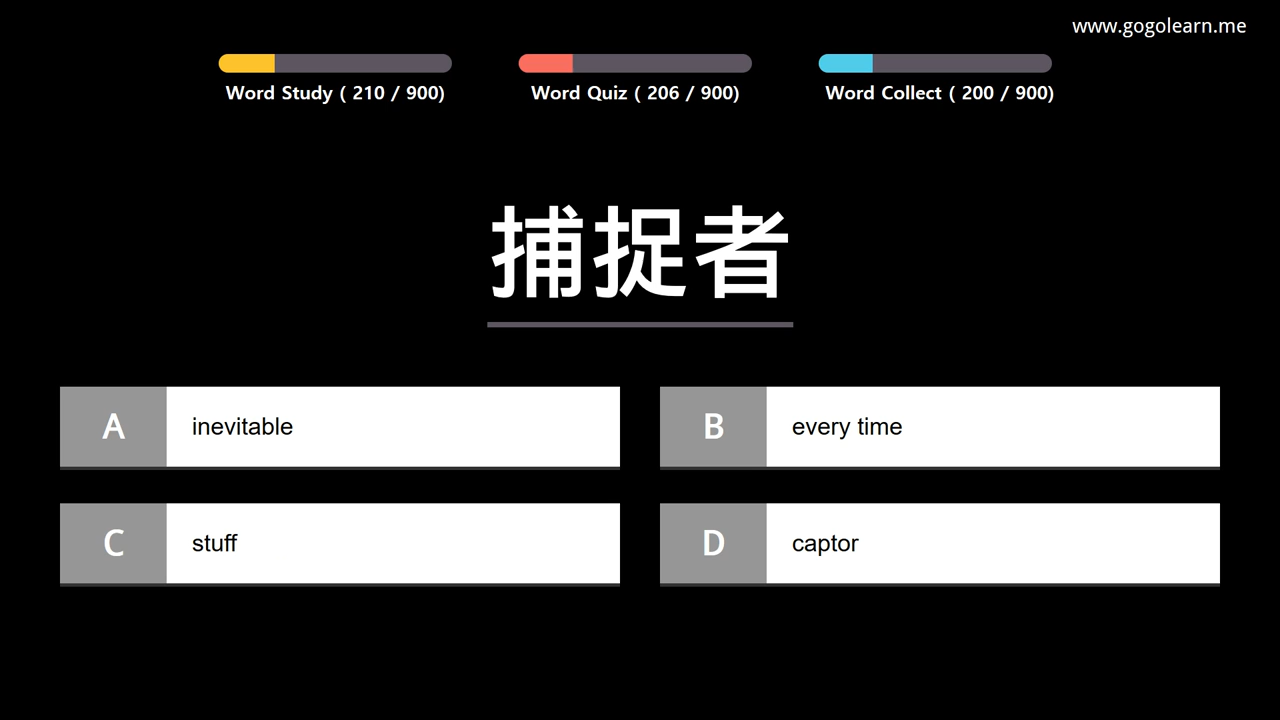 www.gogolearn.me
Word Study ( 210 / 900)
Word Quiz ( 206 / 900)
Word Collect ( 200 / 900)
捕捉者
A inevitable
B every time
C stuff
D captor